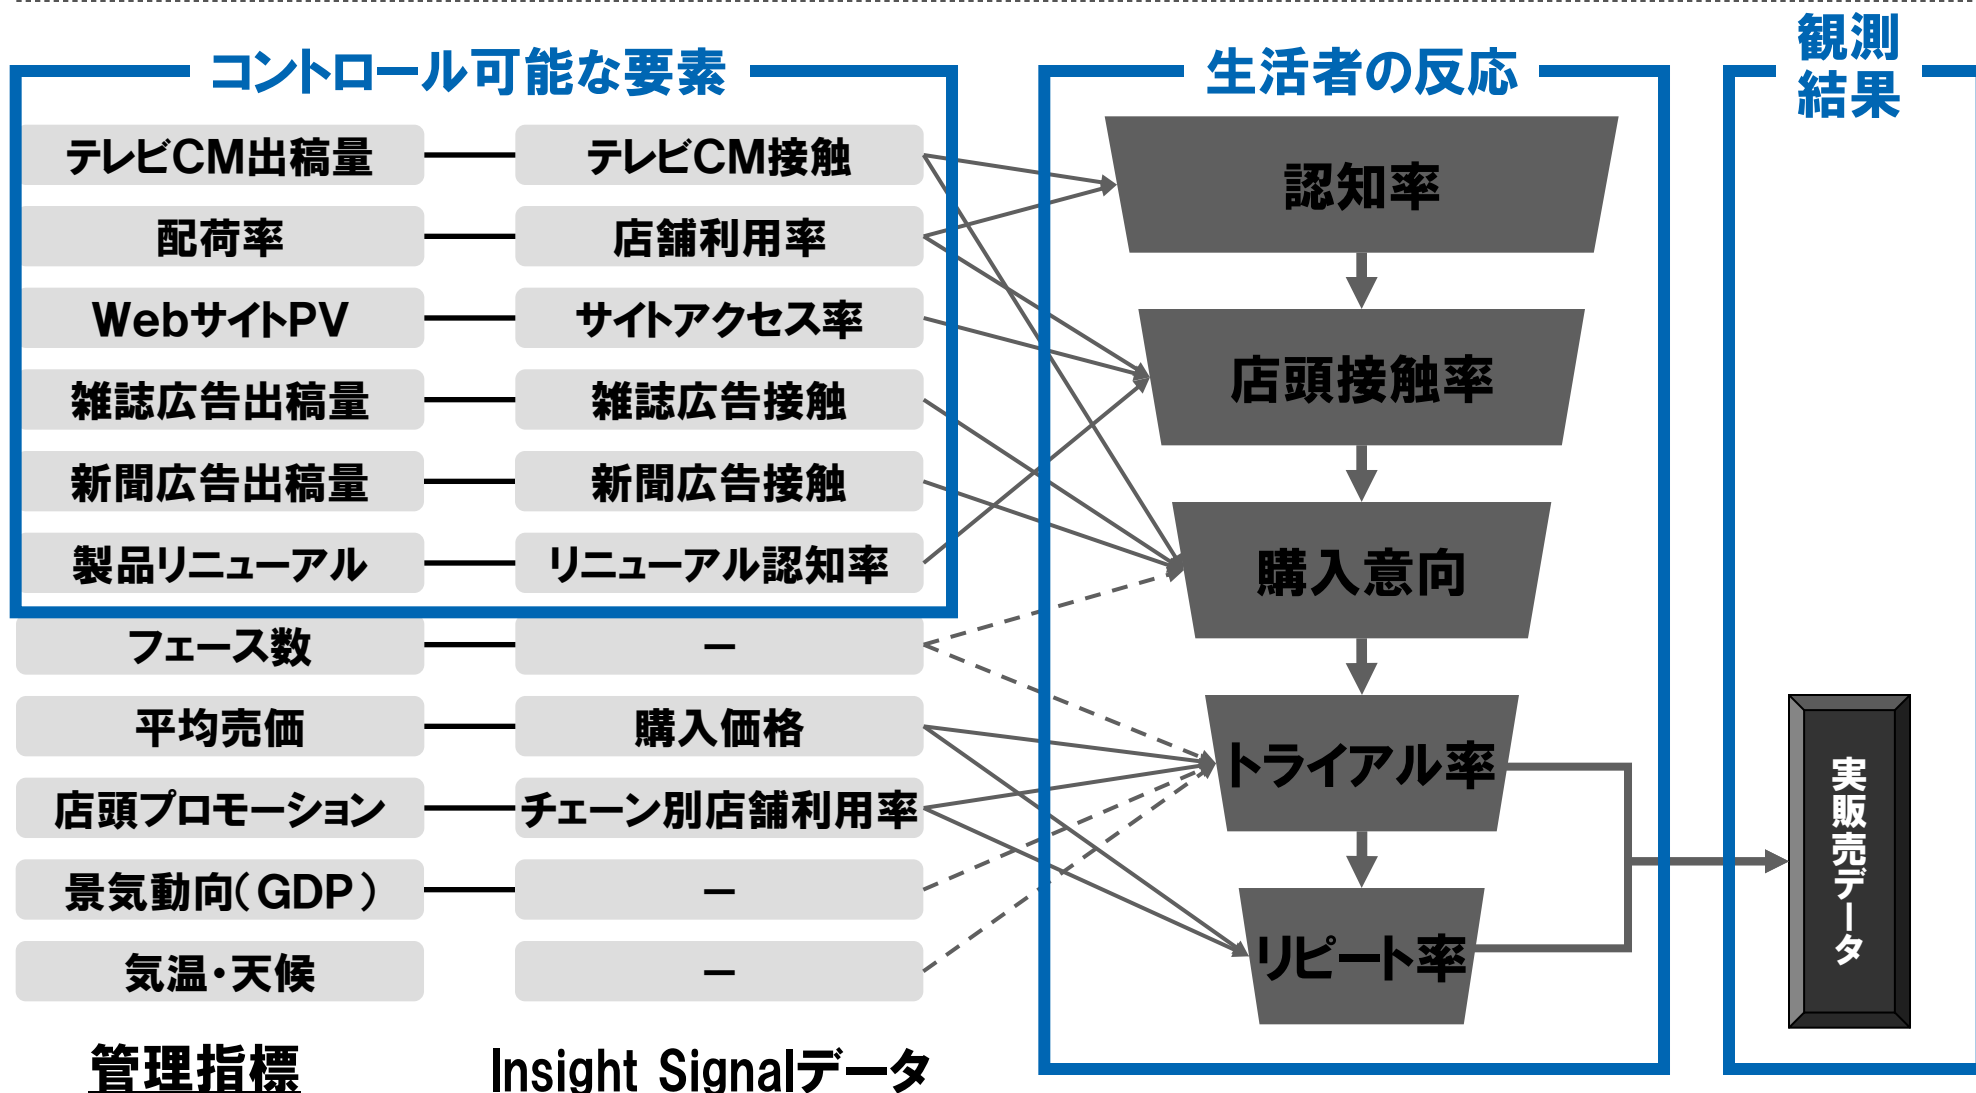 コントロール可能な要素
生活者の反応
観測
結果
テレビCM出稿量
テレビCM接触
配荷率
店舗利用率
WebサイトPV
サイトアクセス率
雑誌広告出稿量
雑誌広告接触
新聞広告出稿量
新聞広告接触
製品リニューアル
リニューアル認知率
フェース数
–
平均売価
購入価格
店頭プロモーション
チェーン別店舗利用率
景気動向(GDP)
–
気温・天候
–
管理指標
Insight Signalデータ
認知率
店頭接触率
購入意向
トライアル率
リピート率
実販売データ